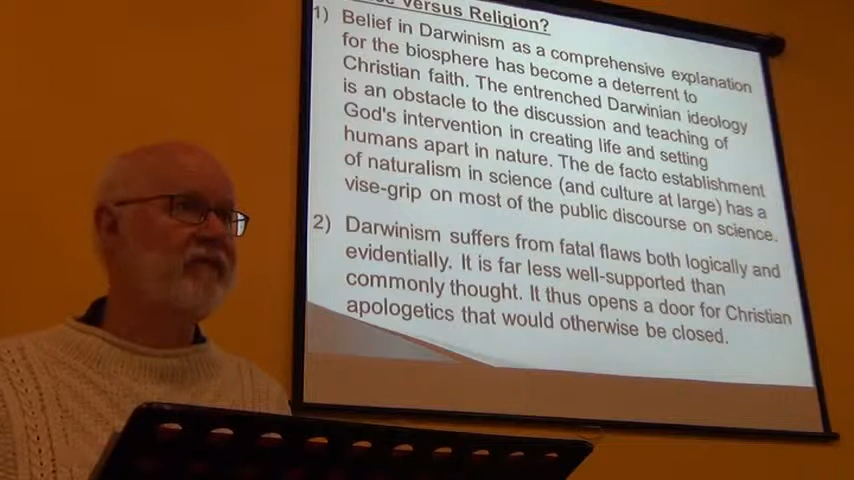 Versus Religion?
1) Belief in Darwinism as a comprehensive explanation
for the biosphere has become a deterrent to
Christian faith. The entrenched Darwinian ideology
is an obstacle to the discussion and teaching of
God's intervention in creating life and setting
humans apart in nature. The de facto establishment
of naturalism in science (and culture at large) has a
vise-grip on most of the public discourse on science.
2) Darwinism suffers from fatal flaws both logically and
evidentially. It is far less well-supported than
commonly thought. It thus opens a door for Christian
apologetics that would otherwise be closed.